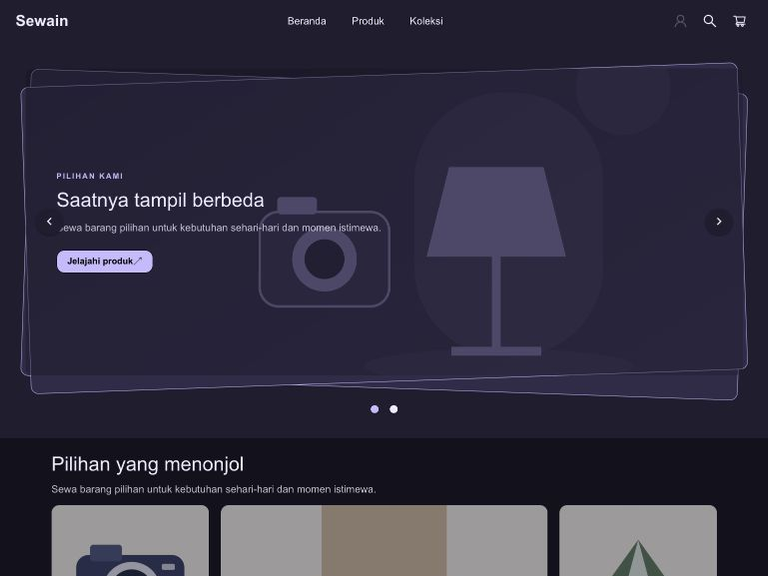 Sewain
Beranda Produk Koleksi
PILIHAN KAMI
Saatnya tampil berbeda
Sewa barang pilihan untuk kebutuhan sehari-hari dan momen istimewa.
Jelajahi produk↗
Pilihan yang menonjol
Sewa barang pilihan untuk kebutuhan sehari-hari dan momen istimewa.